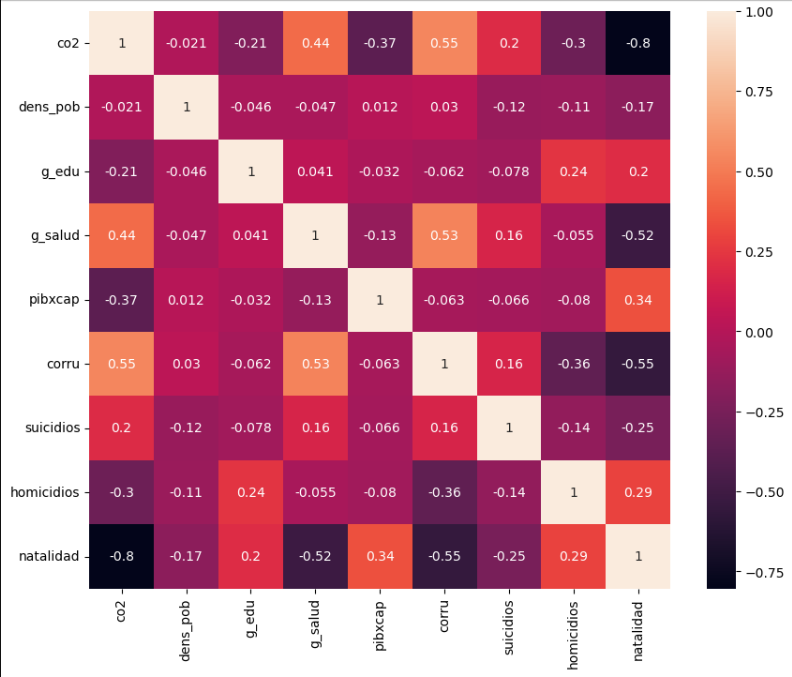 co2 1 -0.021 -0.21 0.44 -0.37 0.55 0.2 -0.3 -0.8
dens_pob -0.021 1 -0.046 -0.047 0.012 0.03 -0.12 -0.11 -0.17
g_edu -0.21 -0.046 1 0.041 -0.032 -0.062 -0.078 0.24 0.2
g_salud 0.44 -0.047 0.041 1 -0.13 0.53 0.16 -0.055 -0.52
pibxcap -0.37 0.012 -0.032 -0.13 1 -0.063 -0.066 -0.08 0.34
corru 0.55 0.03 -0.062 0.53 -0.063 1 0.16 -0.36 -0.55
suicidios 0.2 -0.12 -0.078 0.16 -0.066 0.16 1 -0.14 -0.25
homicidios -0.3 -0.11 0.24 -0.055 -0.08 -0.36 -0.14 1 0.29
natalidad -0.8 -0.17 0.2 -0.52 0.34 -0.55 -0.25 0.29 1
co2 dens_pob g_edu g_salud pibxcap corru suicidios homicidios natalidad
1.00
0.75
0.50
0.25
0.00
-0.25
-0.50
-0.75